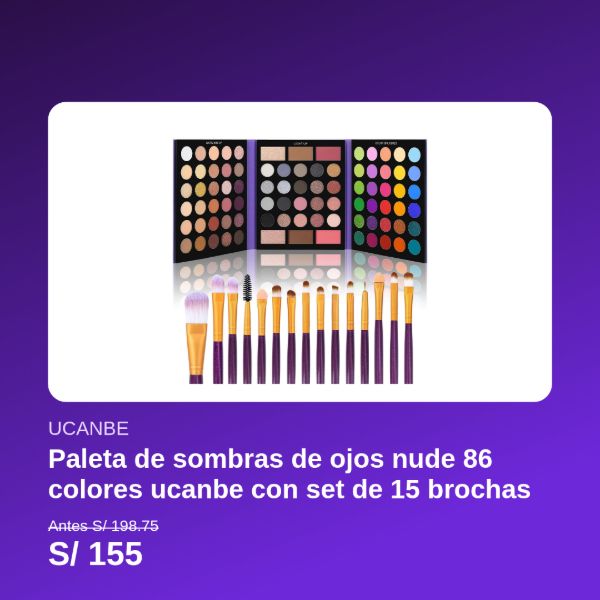 UCANBE
Paleta de sombras de ojos nude 86
colores ucanbe con set de 15 brochas
Antes S/ 198.75
S/ 155